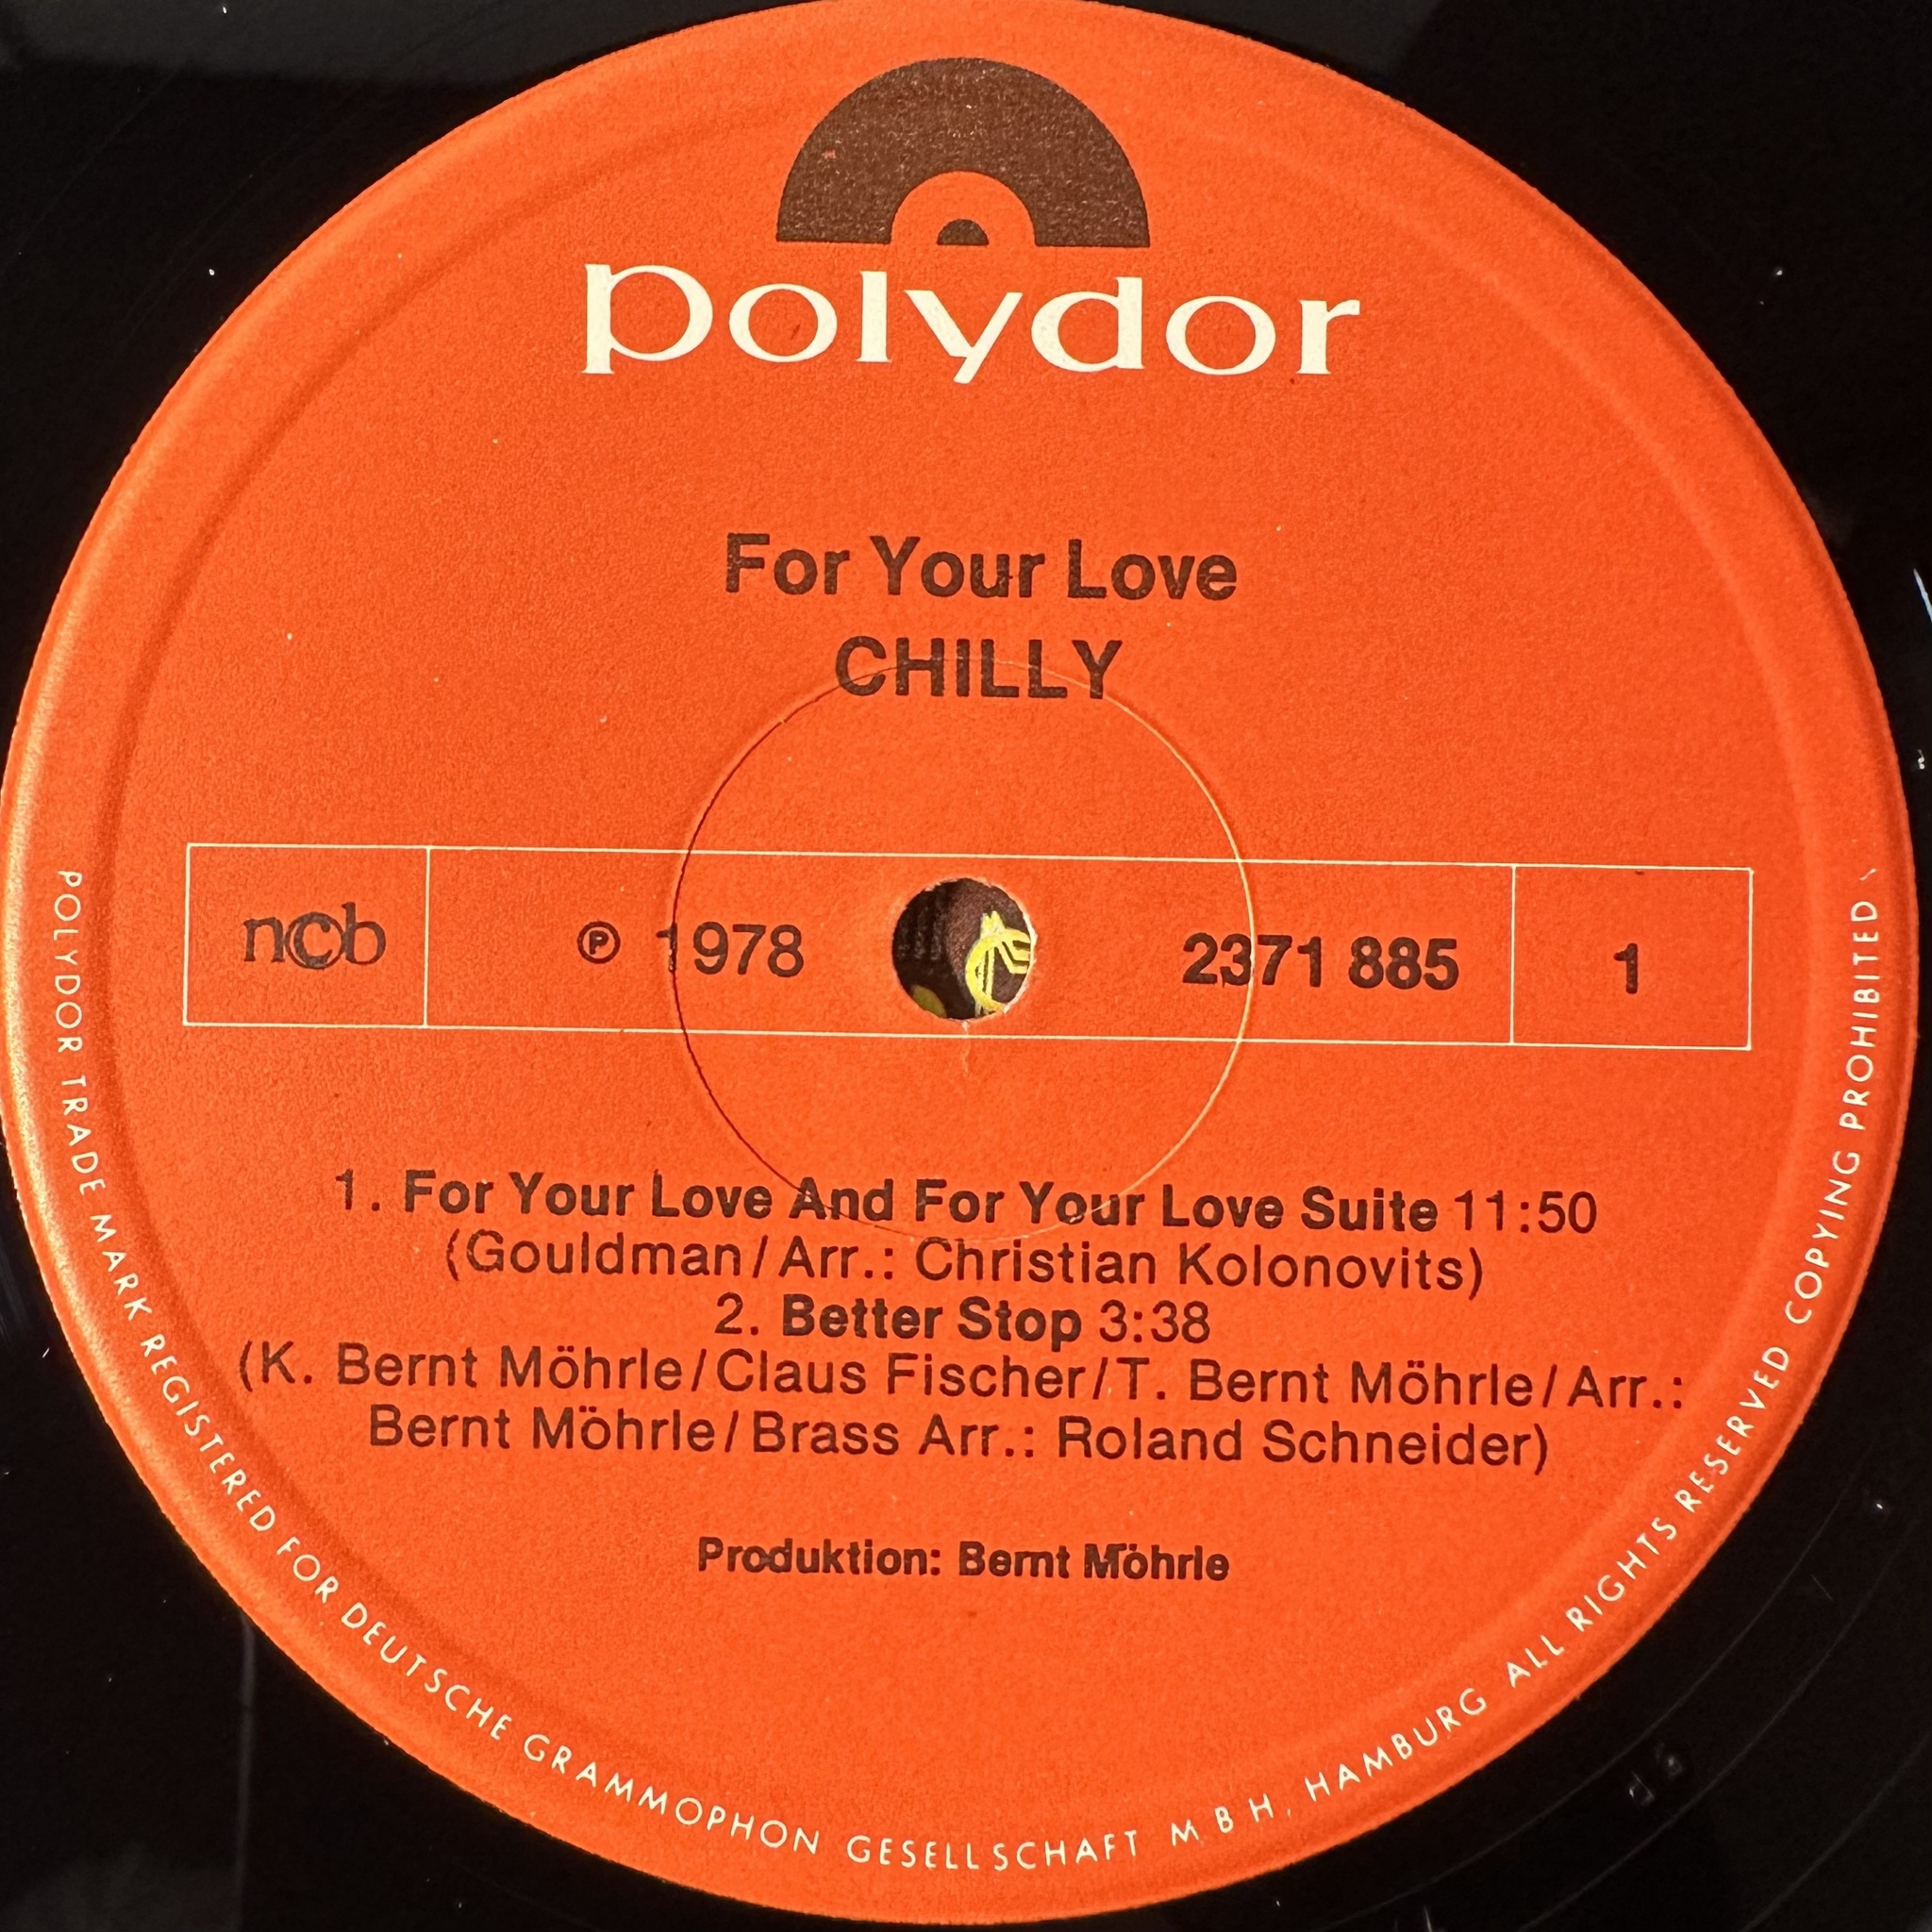 polydor
For Your Love
CHILLY
ncb
℗ 1978
2371 885
1
1. For Your Love And For Your Love Suite 11:50
(Gouldman/Arr.: Christian Kolonovits)
2. Better Stop 3:38
(K. Bernt Möhrle/Claus Fischer/T. Bernt Möhrle/Arr.:
Bernt Möhrle/Brass Arr.: Roland Schneider)
Produktion: Bernt Möhrle
POLYDOR TRADE MARK REGISTERED FOR DEUTSCHE GRAMMOPHON GESELLSCHAFT M B H, HAMBURG ALL RIGHTS RESERVED COPYING PROHIBITED